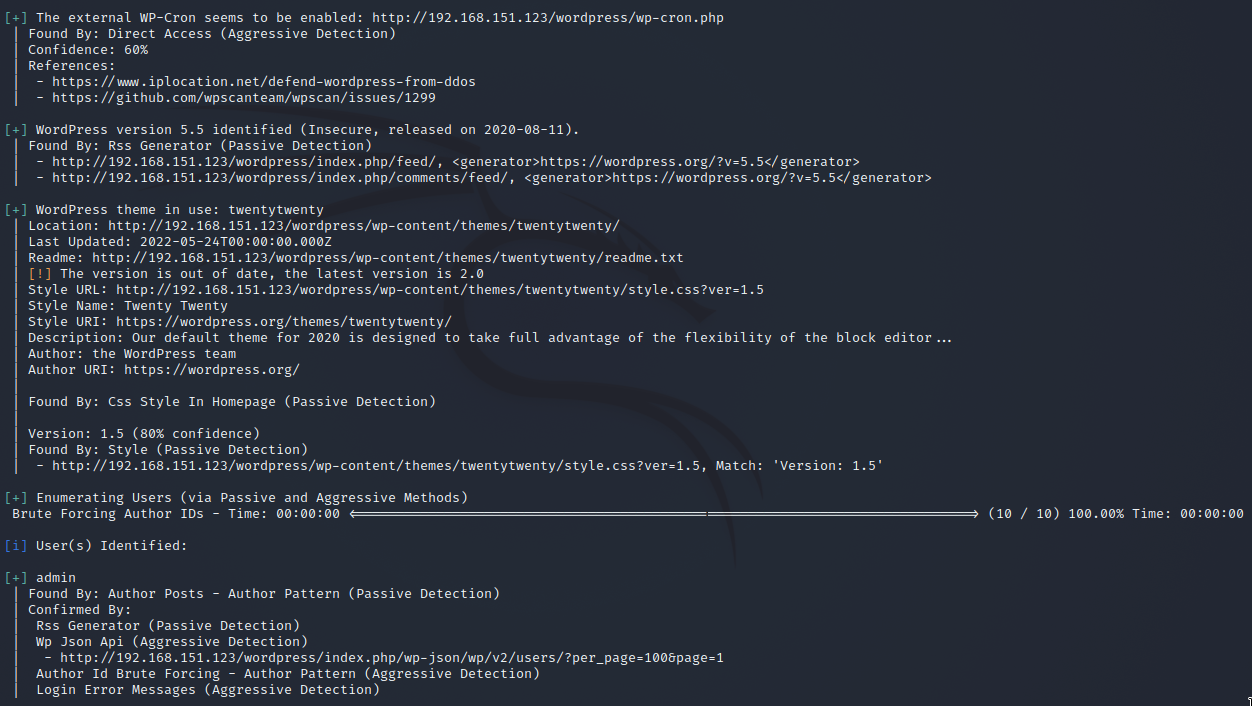 [+] The external WP-Cron seems to be enabled: http://192.168.151.123/wordpress/wp-cron.php
| Found By: Direct Access (Aggressive Detection)
| Confidence: 60%
| References:
|  - https://www.iplocation.net/defend-wordpress-from-ddos
|  - https://github.com/wpscanteam/wpscan/issues/1299
[+] WordPress version 5.5 identified (Insecure, released on 2020-08-11).
| Found By: Rss Generator (Passive Detection)
|  - http://192.168.151.123/wordpress/index.php/feed/, <generator>https://wordpress.org/?v=5.5</generator>
|  - http://192.168.151.123/wordpress/index.php/comments/feed/, <generator>https://wordpress.org/?v=5.5</generator>
[+] WordPress theme in use: twentytwenty
| Location: http://192.168.151.123/wordpress/wp-content/themes/twentytwenty/
| Last Updated: 2022-05-24T00:00:00.000Z
| Readme: http://192.168.151.123/wordpress/wp-content/themes/twentytwenty/readme.txt
| [!] The version is out of date, the latest version is 2.0
| Style URL: http://192.168.151.123/wordpress/wp-content/themes/twentytwenty/style.css?ver=1.5
| Style Name: Twenty Twenty
| Style URI: https://wordpress.org/themes/twentytwenty/
| Description: Our default theme for 2020 is designed to take full advantage of the flexibility of the block editor...
| Author: the WordPress team
| Author URI: https://wordpress.org/
|
| Found By: Css Style In Homepage (Passive Detection)
|
| Version: 1.5 (80% confidence)
| Found By: Style (Passive Detection)
|  - http://192.168.151.123/wordpress/wp-content/themes/twentytwenty/style.css?ver=1.5, Match: 'Version: 1.5'
[+] Enumerating Users (via Passive and Aggressive Methods)
Brute Forcing Author IDs - Time: 00:00:00 <==============================================================================> (10 / 10) 100.00% Time: 00:00:00
[i] User(s) Identified:
[+] admin
| Found By: Author Posts - Author Pattern (Passive Detection)
| Confirmed By:
|  Rss Generator (Passive Detection)
|  Wp Json Api (Aggressive Detection)
|   - http://192.168.151.123/wordpress/index.php/wp-json/wp/v2/users/?per_page=100&page=1
|  Author Id Brute Forcing - Author Pattern (Aggressive Detection)
|  Login Error Messages (Aggressive Detection)